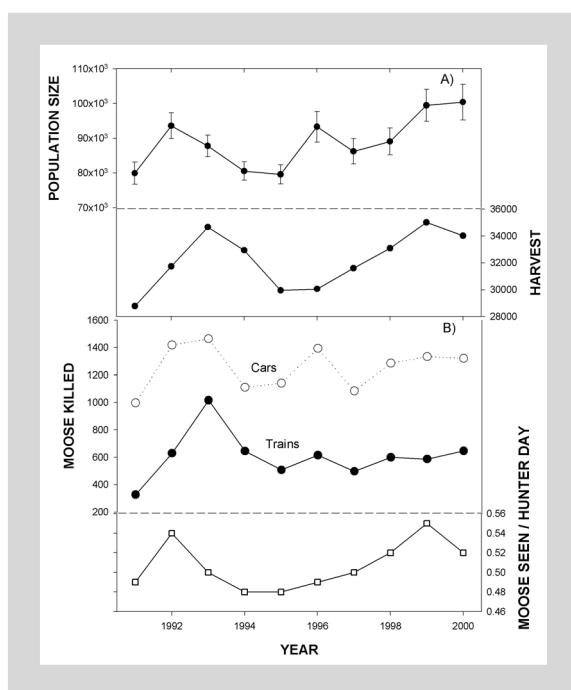 A)
POPULATION SIZE
110x10³
100x10³
90x10³
80x10³
70x10³
HARVEST
36000
34000
32000
30000
28000
B)
MOOSE KILLED
1600
1400
1200
1000
800
600
400
200
Cars
Trains
MOOSE SEEN / HUNTER DAY
0.56
0.54
0.52
0.50
0.48
0.46
1992 1994 1996 1998 2000
YEAR